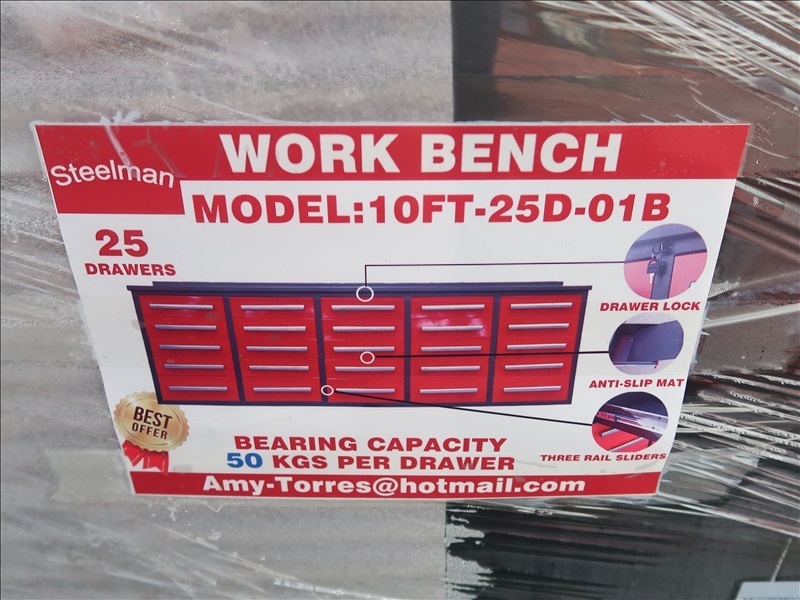 WORK BENCH
Steelman
MODEL:10FT-25D-01B
25
DRAWERS
DRAWER LOCK
ANTI-SLIP MAT
THREE RAIL SLIDERS
BEST
OFFER
BEARING CAPACITY
50 KGS PER DRAWER
Amy-Torres@hotmail.com